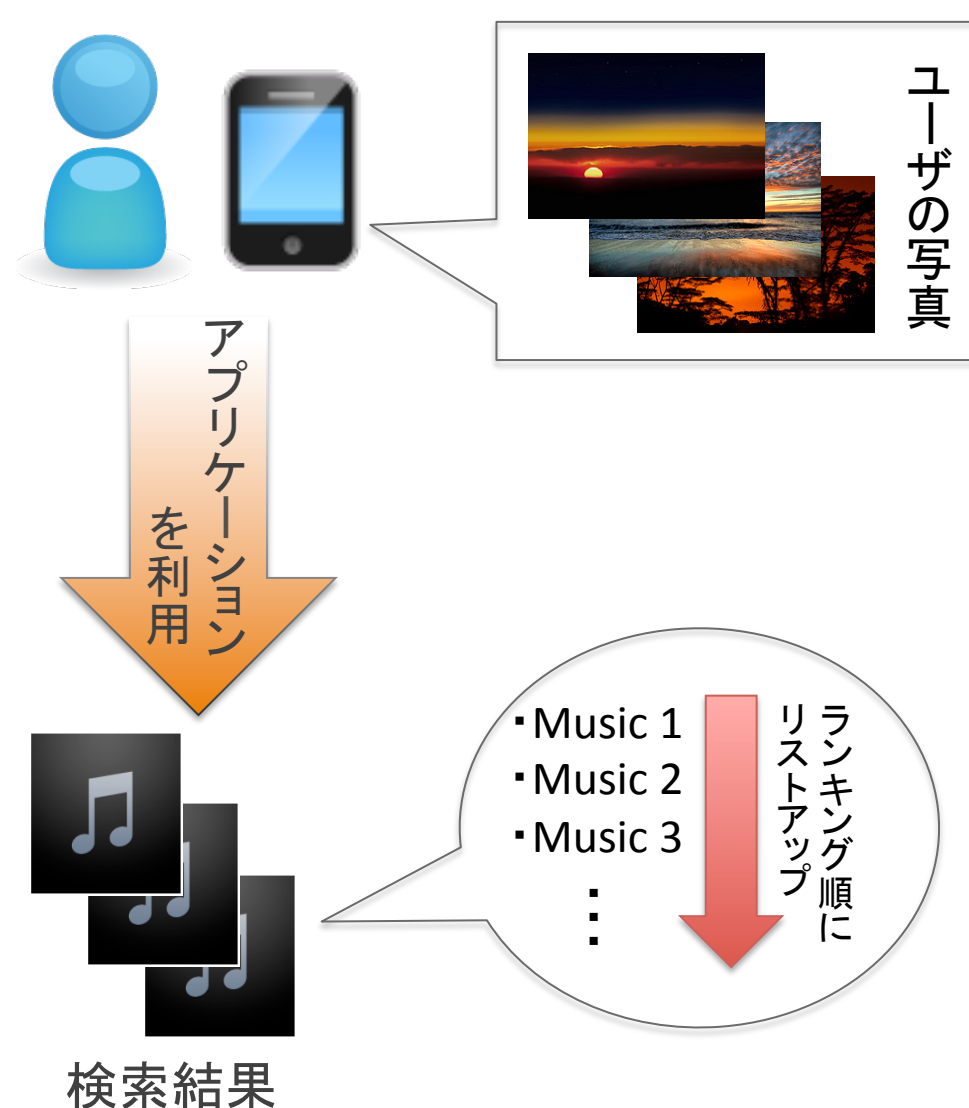 ユーザの写真
アプリケーション
を利用
・Music 1
・Music 2
・Music 3
ランキング順に
リストアップ
検索結果